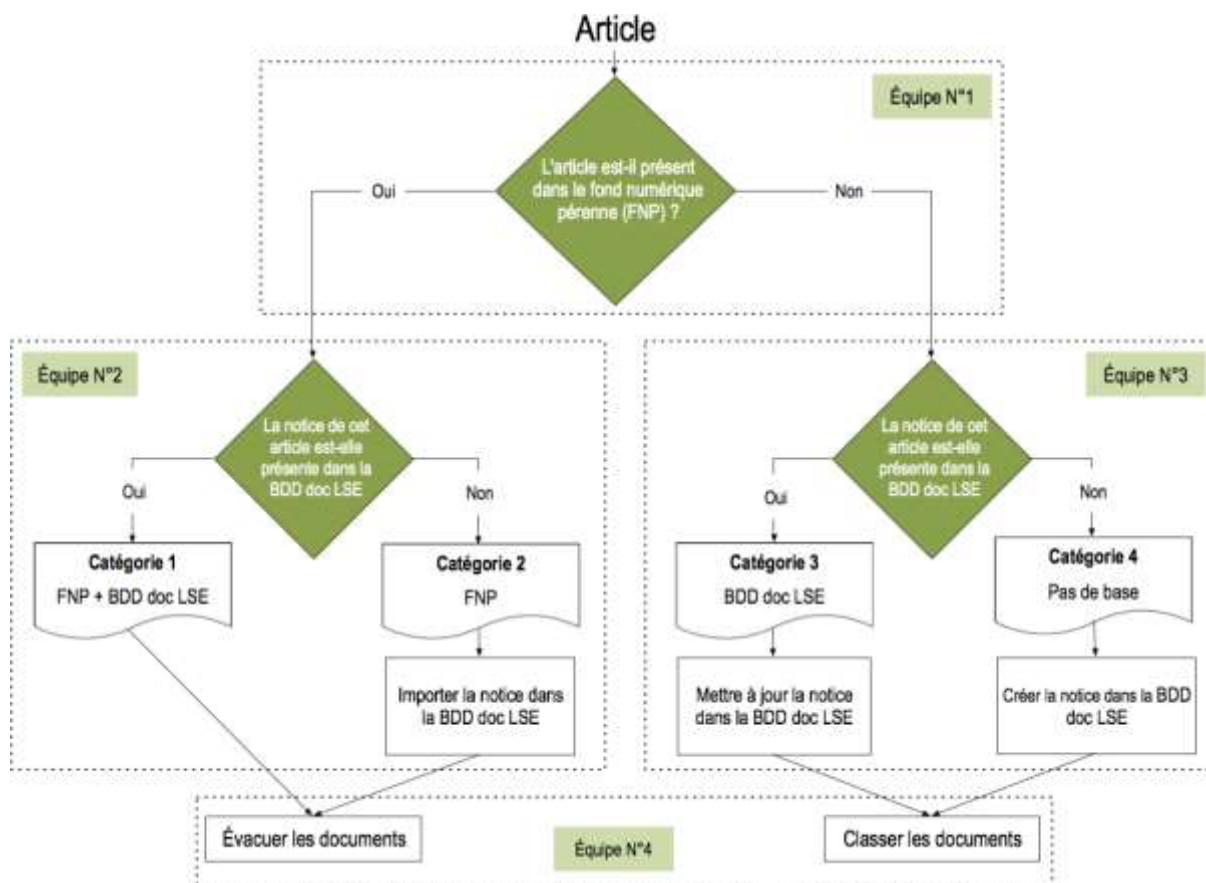 Article
Équipe N°1
L'article est-il présent
dans le fond numérique
pérenne (FNP) ?
Oui
Non
Équipe N°2
La notice de cet
article est-elle
présente dans la
BDD doc LSE
Oui
Non
Catégorie 1
FNP + BDD doc LSE
Catégorie 2
FNP
Importer la notice dans
la BDD doc LSE
Équipe N°3
La notice de cet
article est-elle
présente dans la
BDD doc LSE
Oui
Non
Catégorie 3
BDD doc LSE
Catégorie 4
Pas de base
Mettre à jour la notice
dans la BDD doc LSE
Créer la notice dans la BDD
doc LSE
Évacuer les documents
Équipe N°4
Classer les documents